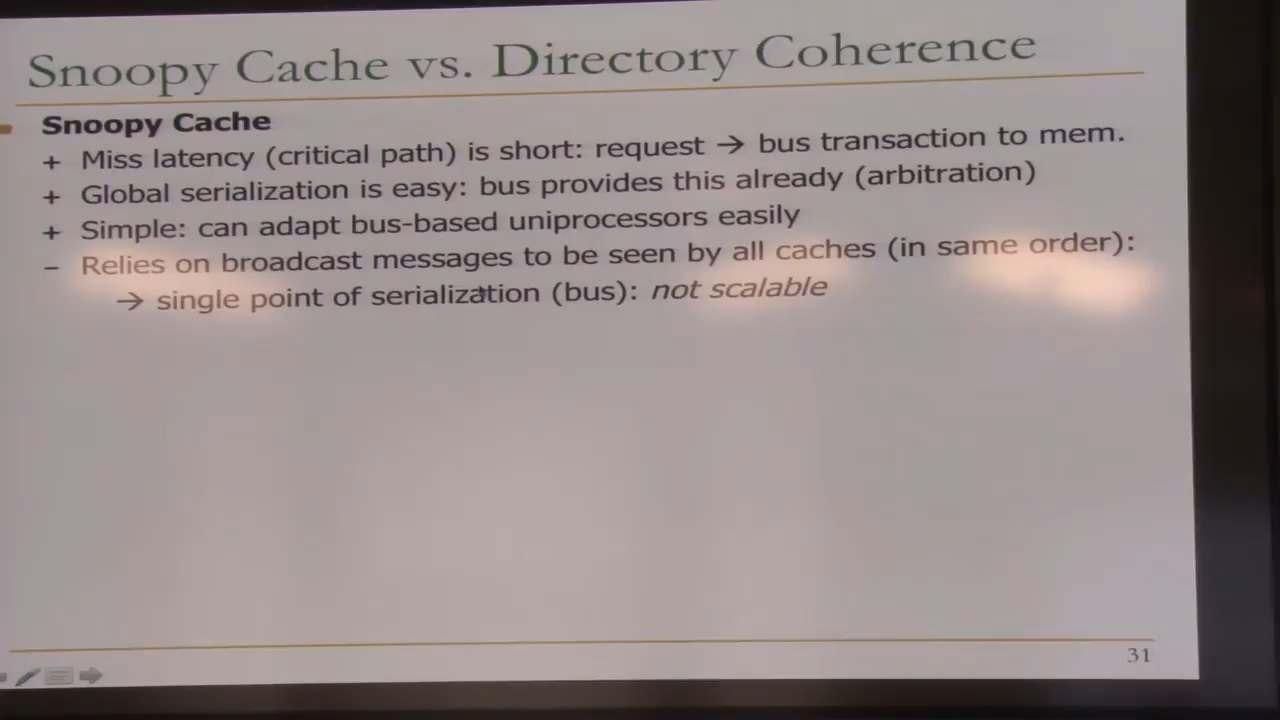 Snoopy Cache vs. Directory Coherence
Snoopy Cache
+ Miss latency (critical path) is short: request → bus transaction to mem.
+ Global serialization is easy: bus provides this already (arbitration)
+ Simple: can adapt bus-based uniprocessors easily
– Relies on broadcast messages to be seen by all caches (in same order):
→ single point of serialization (bus): not scalable
31